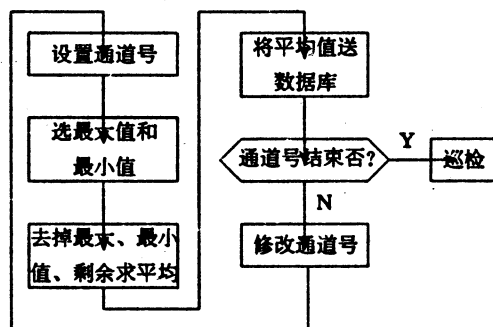 设置通道号
选最大值和
最小值
去掉最大、最小
值、剩余求平均
将平均值送
数据库
通道号结束否?
Y
巡检
N
修改通道号